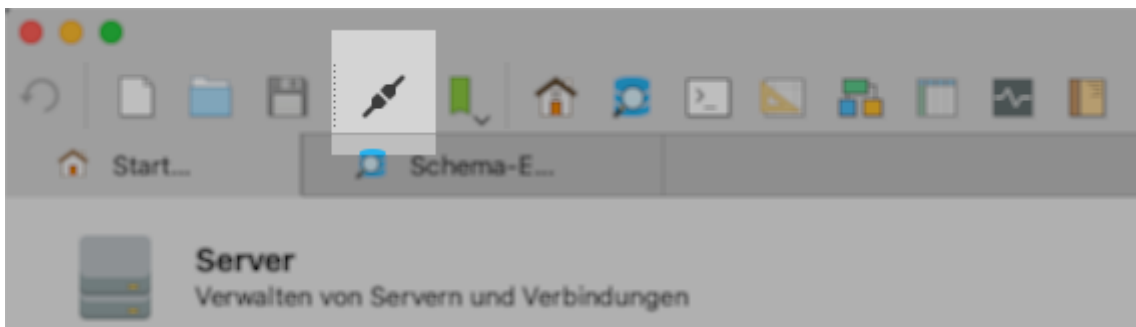 Start...
Schema-E...
Server
Verwalten von Servern und Verbindungen